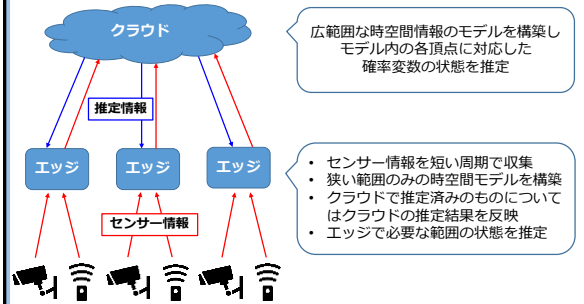 クラウド
広範囲な時空間情報のモデルを構築し
モデル内の各頂点に対応した
確率変数の状態を推定
推定情報
エッジ
エッジ
エッジ
• センサー情報を短い周期で収集
• 狭い範囲のみの時空間モデルを構築
• クラウドで推定済みのものについて
はクラウドの推定結果を反映
• エッジで必要な範囲の状態を推定
センサー情報